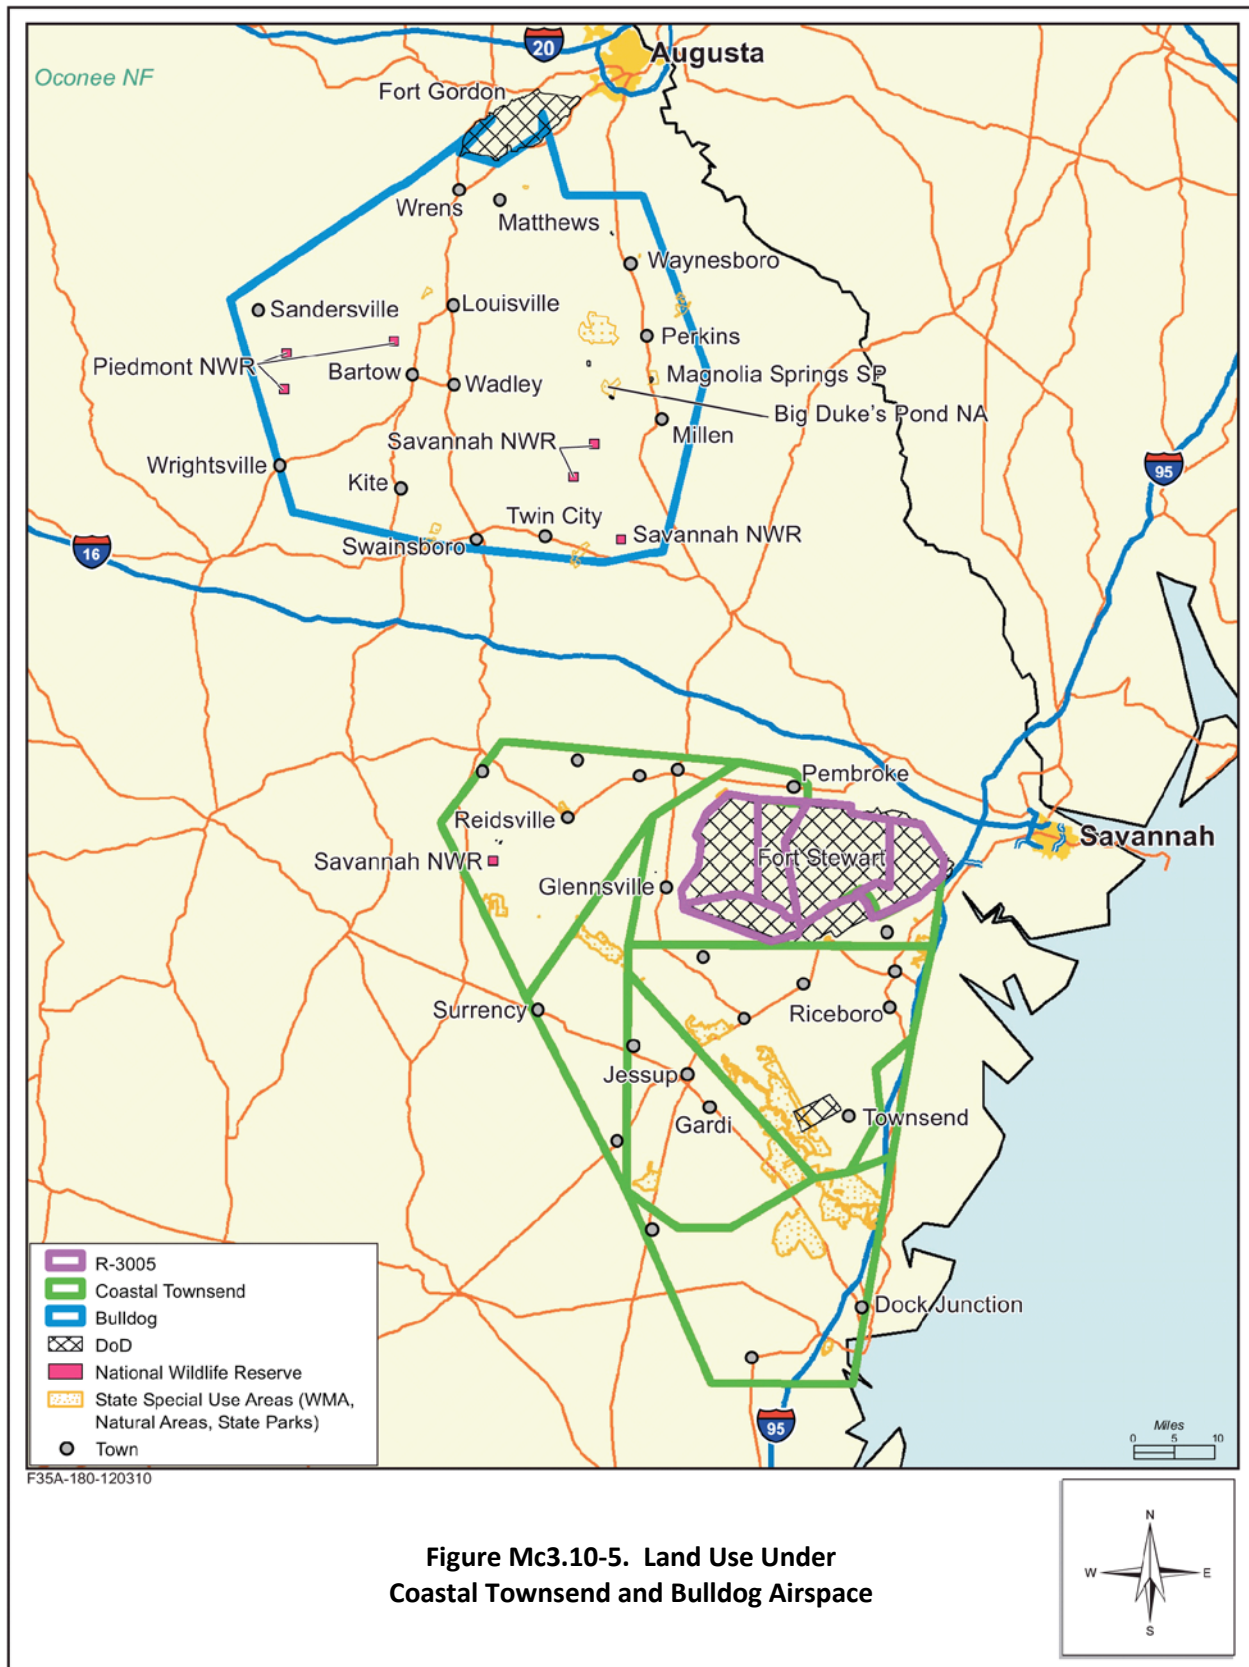 20
Augusta
Oconee NF
Fort Gordon
Wrens
Matthews
Waynesboro
Sandersville
Louisville
Perkins
Piedmont NWR
Bartow
Wadley
Magnolia Springs SP
Big Duke's Pond NA
Savannah NWR
Millen
Wrightsville
95
Kite
Twin City
Savannah NWR
Swainsboro
16
Pembroke
Reidsville
Savannah
Savannah NWR
Fort Stewart
Glennsville
Surrency
Riceboro
Jessup
Gardi
Townsend
Dock Junction
95
R-3005
Coastal Townsend
Bulldog
DoD
National Wildlife Reserve
State Special Use Areas (WMA,
Natural Areas, State Parks)
Town
Miles
0 5 10
F35A-180-120310
Figure Mc3.10-5. Land Use Under
Coastal Townsend and Bulldog Airspace
N
W E
S